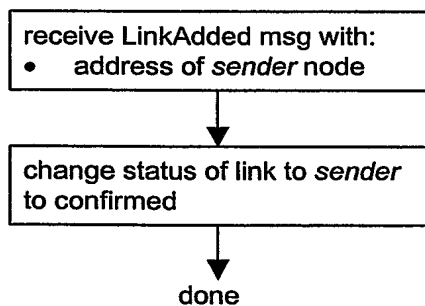 receive LinkAdded msg with:
• address of sender node
change status of link to sender
to confirmed
done